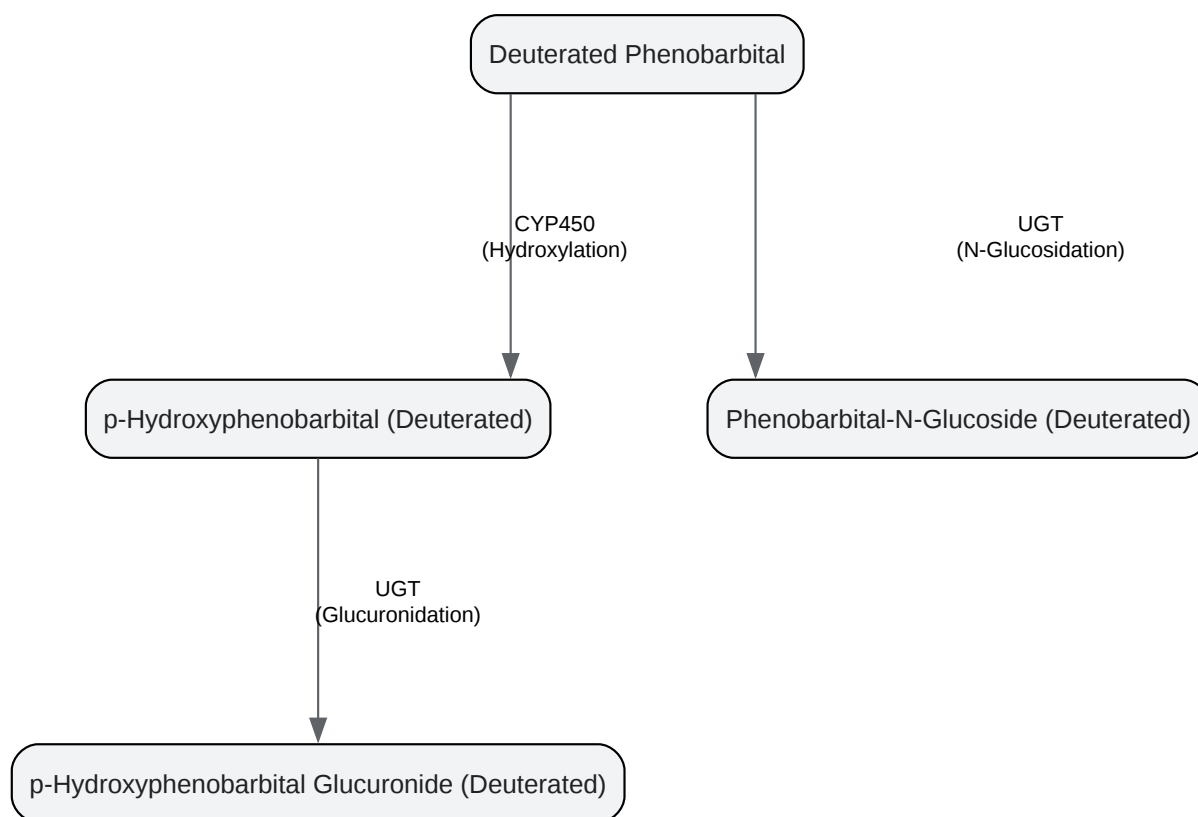 Deuterated Phenobarbital
CYP450
(Hydroxylation)
UGT
(N-Glucosidation)
p-Hydroxyphenobarbital (Deuterated)
Phenobarbital-N-Glucoside (Deuterated)
UGT
(Glucuronidation)
p-Hydroxyphenobarbital Glucuronide (Deuterated)